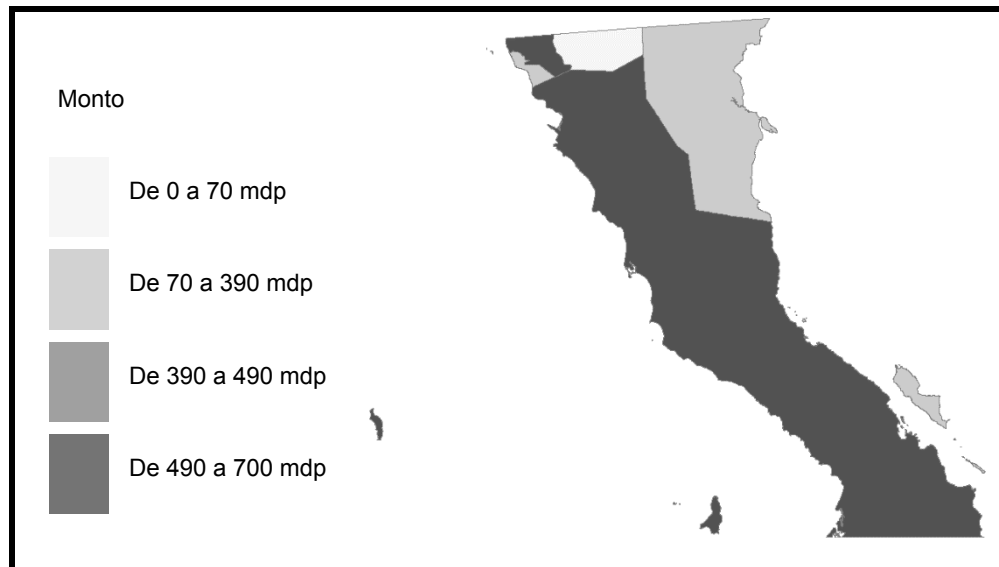 Monto
De 0 a 70 mdp
De 70 a 390 mdp
De 390 a 490 mdp
De 490 a 700 mdp